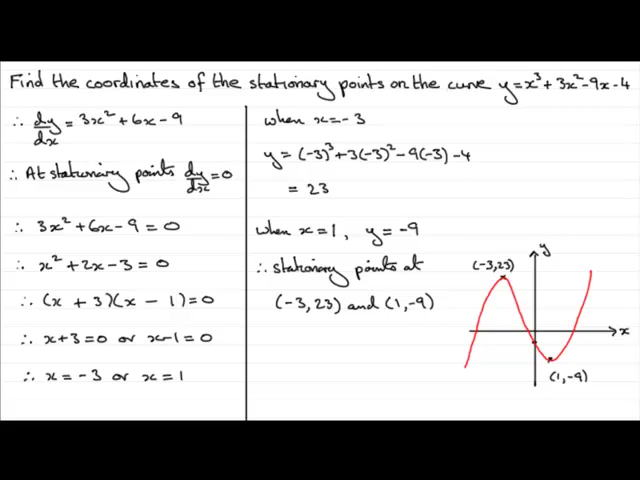 Find the coordinates of the stationary points on the curve y=x³+3x²-9x-4
∴ dy/dx = 3x²+6x-9
∴ At stationary points dy/dx=0
∴ 3x²+6x-9=0
∴ x²+2x-3=0
∴ (x+3)(x-1)=0
∴ x+3=0 or x-1=0
∴ x=-3 or x=1
when x=-3
y=(-3)³+3(-3)²-9(-3)-4
= 23
when x=1, y=-9
∴ stationary points at
(-3,23) and (1,-9)
y
(-3,23)
x
(1,-9)